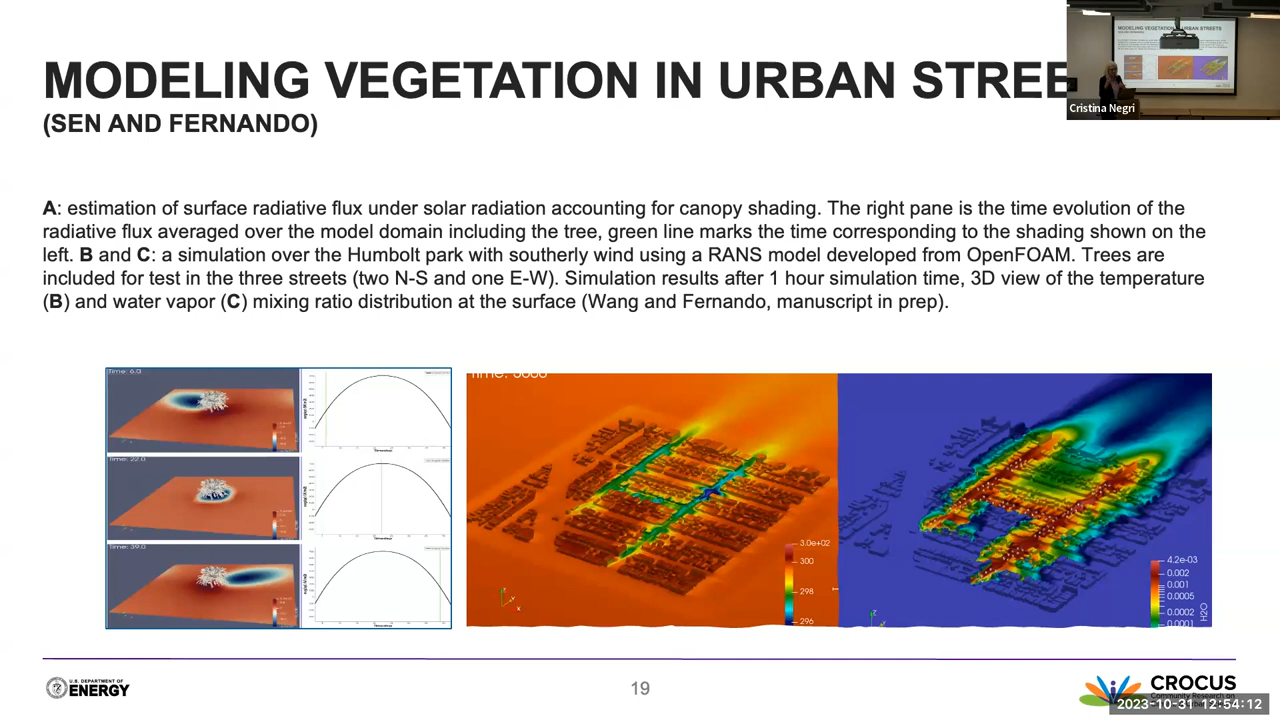 MODELING VEGETATION IN URBAN STREE
(SEN AND FERNANDO)
MODELING VEGETATION IN URBAN STREETS
Cristina Negri
A: estimation of surface radiative flux under solar radiation accounting for canopy shading. The right pane is the time evolution of the
radiative flux averaged over the model domain including the tree, green line marks the time corresponding to the shading shown on the
left. B and C: a simulation over the Humbolt park with southerly wind using a RANS model developed from OpenFOAM. Trees are
included for test in the three streets (two N-S and one E-W). Simulation results after 1 hour simulation time, 3D view of the temperature
(B) and water vapor (C) mixing ratio distribution at the surface (Wang and Fernando, manuscript in prep).
Time: 6.0
Time: 22.0
Time: 39.0
Time: 3600
3.0e+02
300
298
296
T
4.2e-03
0.002
0.001
0.0005
0.0002
0.0001
H2O
U.S. DEPARTMENT OF
ENERGY
19
CROCUS
Community Research on
2023-10-31 12:54:12